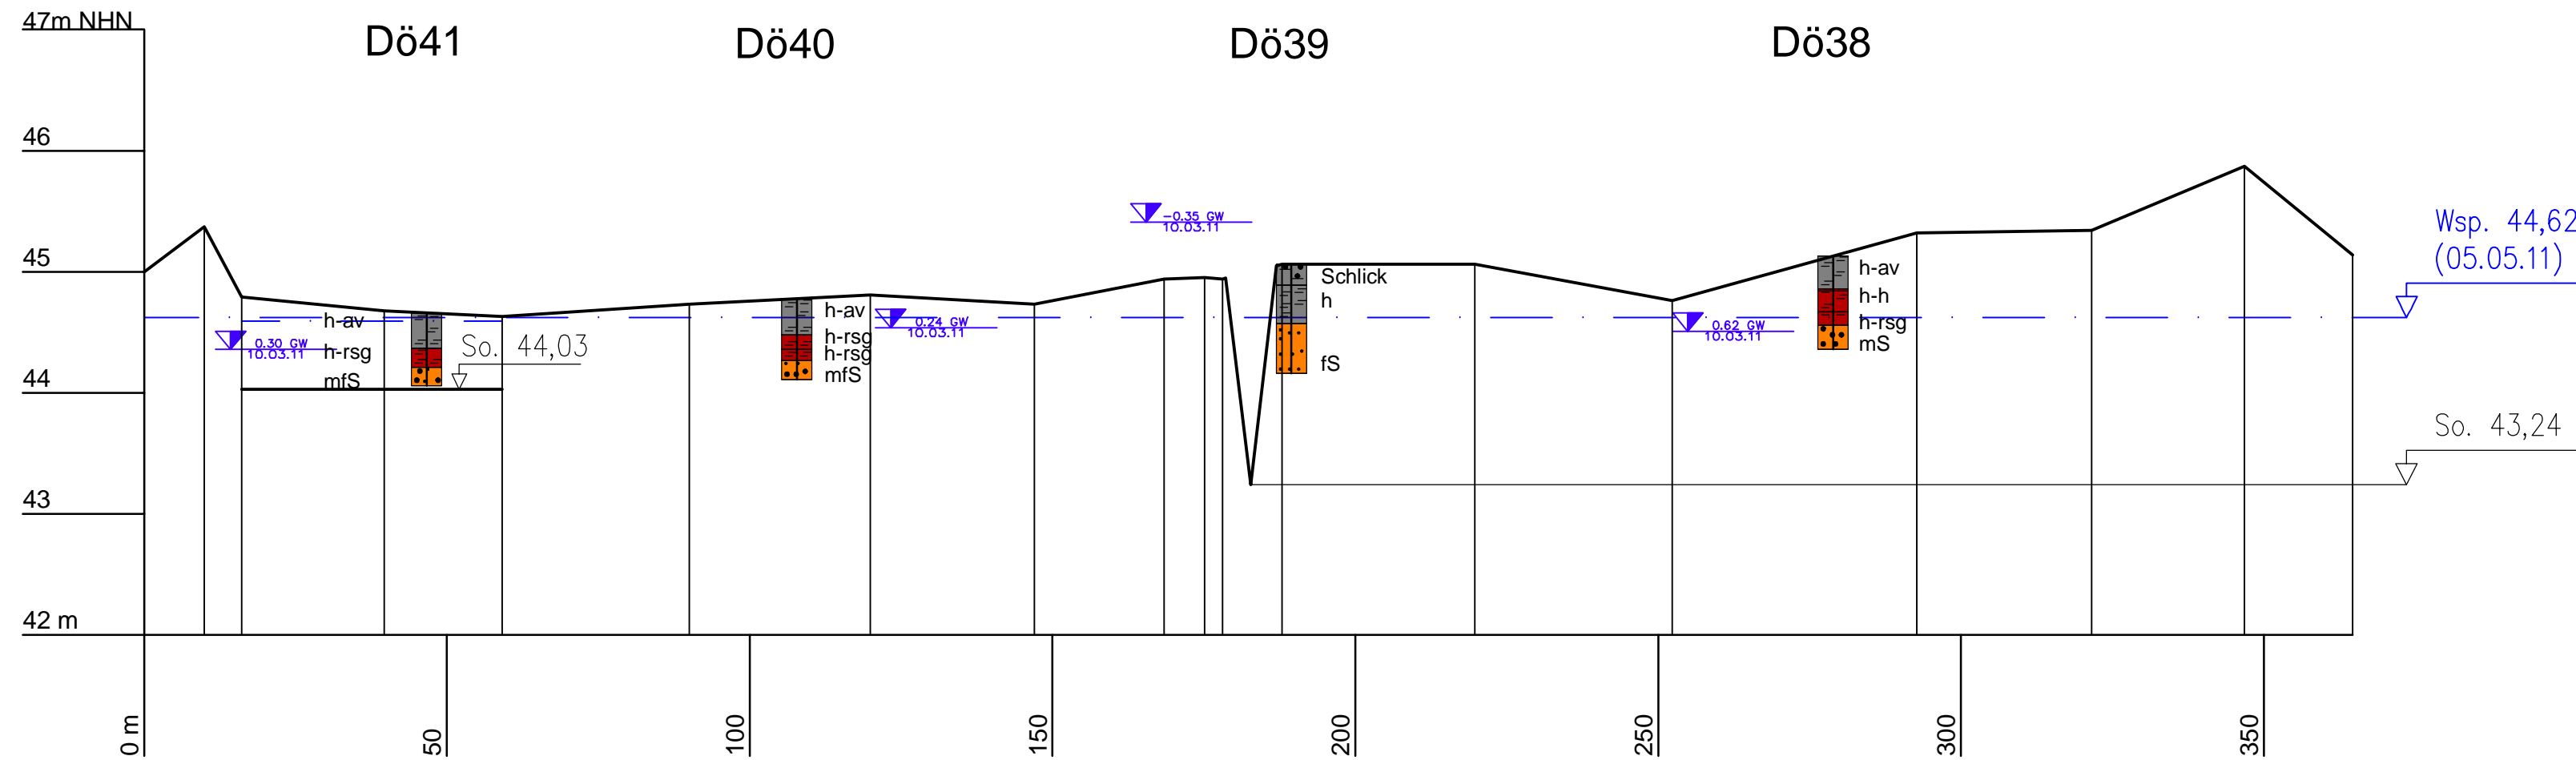 47m NHN
Dö41
Dö40
Dö39
Dö38
46
45
44
43
42 m
-0.35 GW
10.03.11
Wsp. 44,62
(05.05.11)
h-av
h-rsg
mfS
0.30 GW
10.03.11
So. 44,03
h-av
h-rsg
h-rsg
mfS
0.24 GW
10.03.11
Schlick
h
fS
0.62 GW
10.03.11
h-av
h-h
h-rsg
mS
So. 43,24
0 m
50
100
150
200
250
300
350